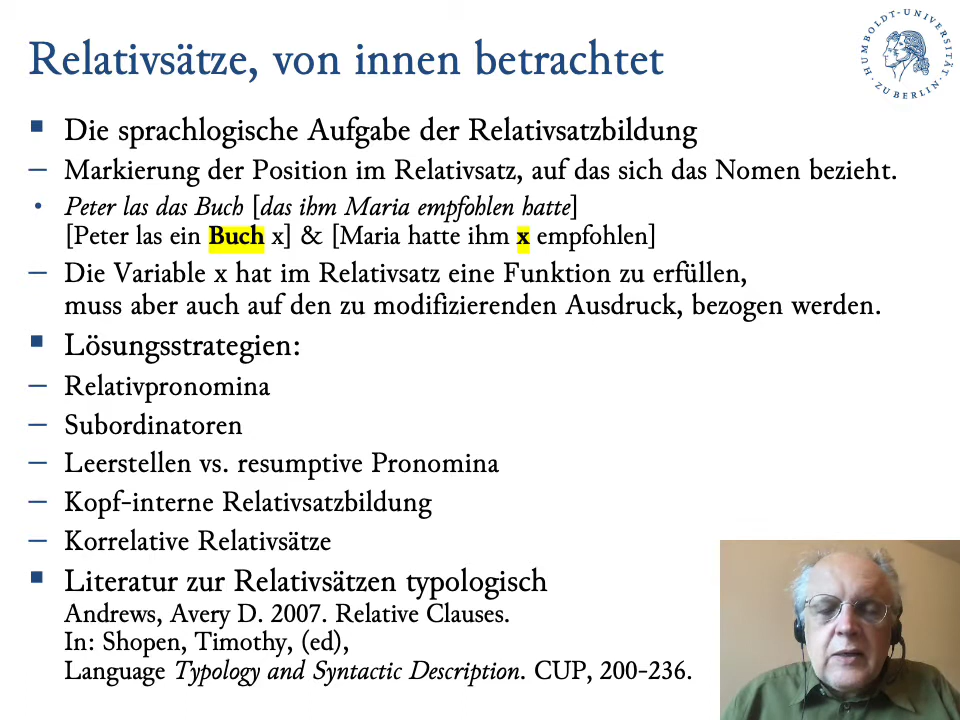 Relativsätze, von innen betrachtet
HUMBOLDT-UNIVERSITÄT · ZU BERLIN ·
■ Die sprachlogische Aufgabe der Relativsatzbildung
– Markierung der Position im Relativsatz, auf das sich das Nomen bezieht.
• Peter las das Buch [das ihm Maria empfohlen hatte]
[Peter las ein Buch x] & [Maria hatte ihm x empfohlen]
– Die Variable x hat im Relativsatz eine Funktion zu erfüllen,
muss aber auch auf den zu modifizierenden Ausdruck, bezogen werden.
■ Lösungsstrategien:
– Relativpronomina
– Subordinatoren
– Leerstellen vs. resumptive Pronomina
– Kopf-interne Relativsatzbildung
– Korrelative Relativsätze
■ Literatur zur Relativsätzen typologisch
Andrews, Avery D. 2007. Relative Clauses.
In: Shopen, Timothy, (ed),
Language Typology and Syntactic Description. CUP, 200-236.